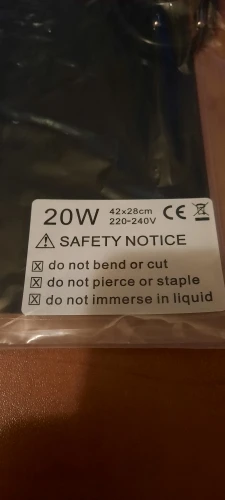 20W 42x28cm CE
220-240V
⚠ SAFETY NOTICE
☒ do not bend or cut
☒ do not pierce or staple
☒ do not immerse in liquid